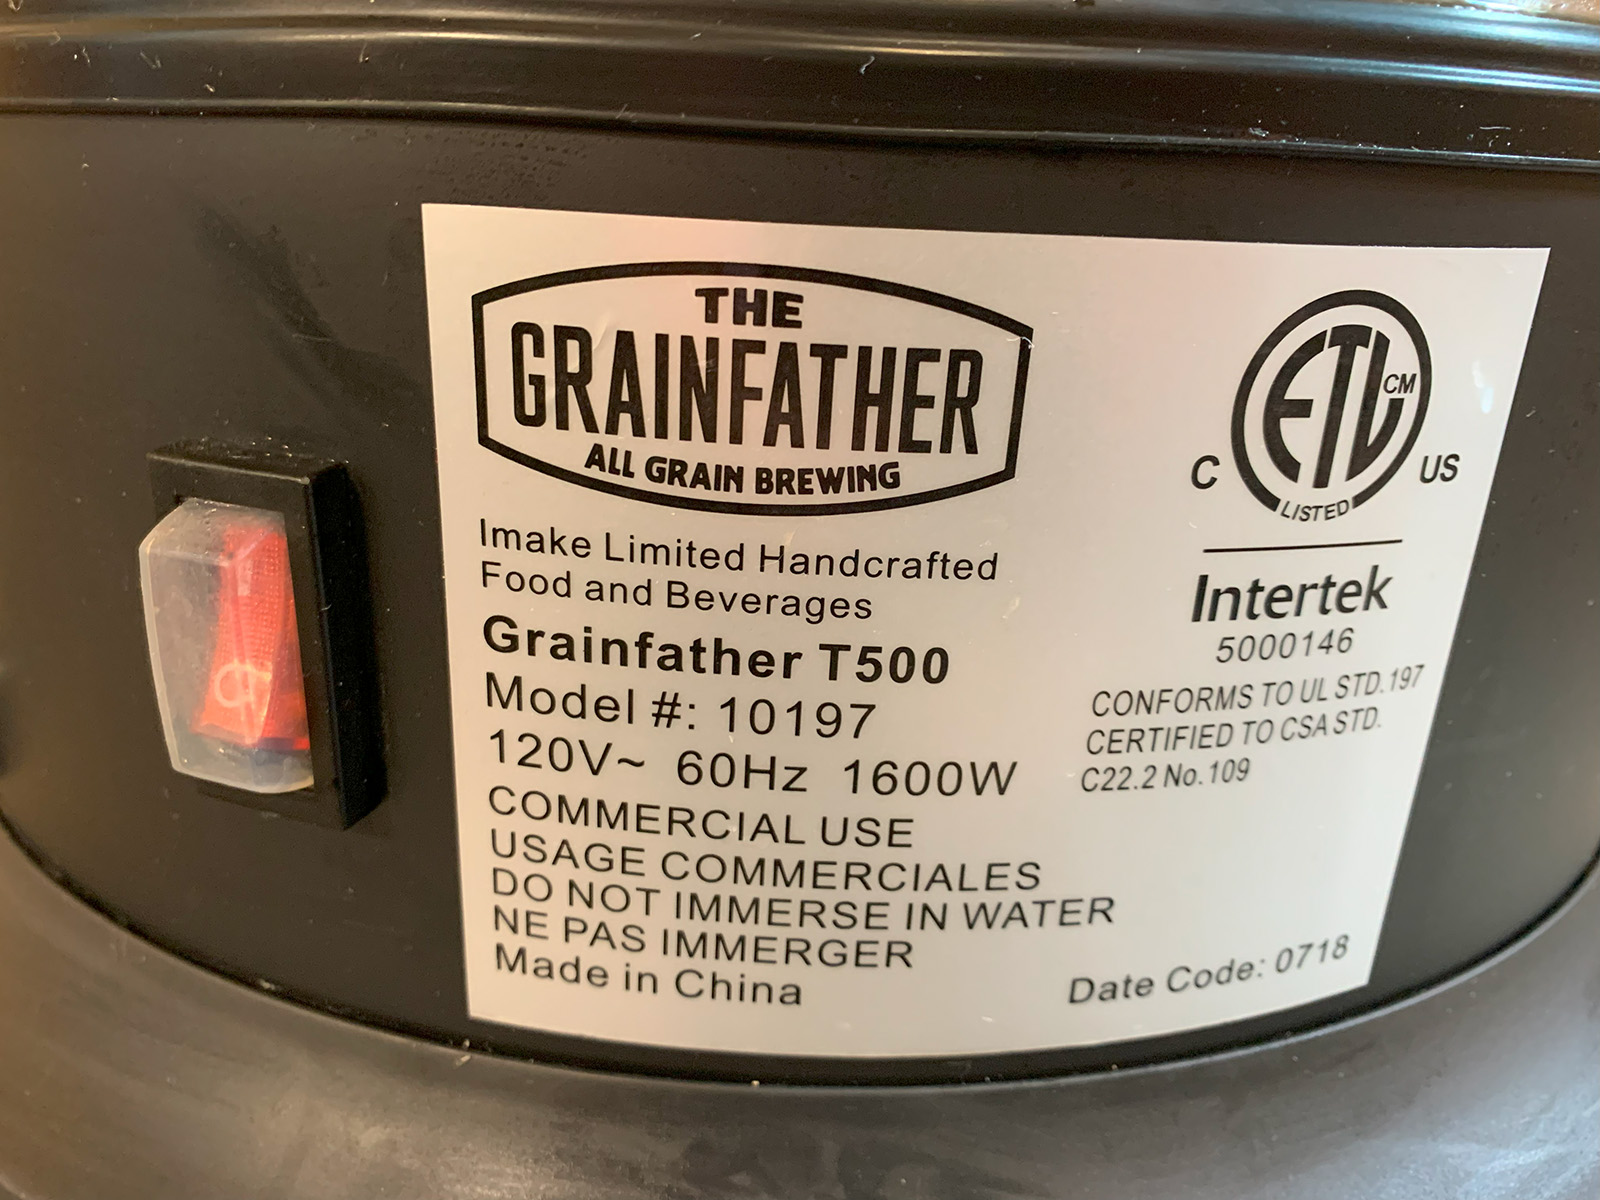 THE
GRAINFATHER
ALL GRAIN BREWING
Imake Limited Handcrafted
Food and Beverages
Grainfather T500
Model #: 10197
120V~ 60Hz 1600W
COMMERCIAL USE
USAGE COMMERCIALES
DO NOT IMMERSE IN WATER
NE PAS IMMERGER
Made in China
ETL CM
C US
LISTED
Intertek
5000146
CONFORMS TO UL STD.197
CERTIFIED TO CSA STD.
C22.2 No.109
Date Code: 0718